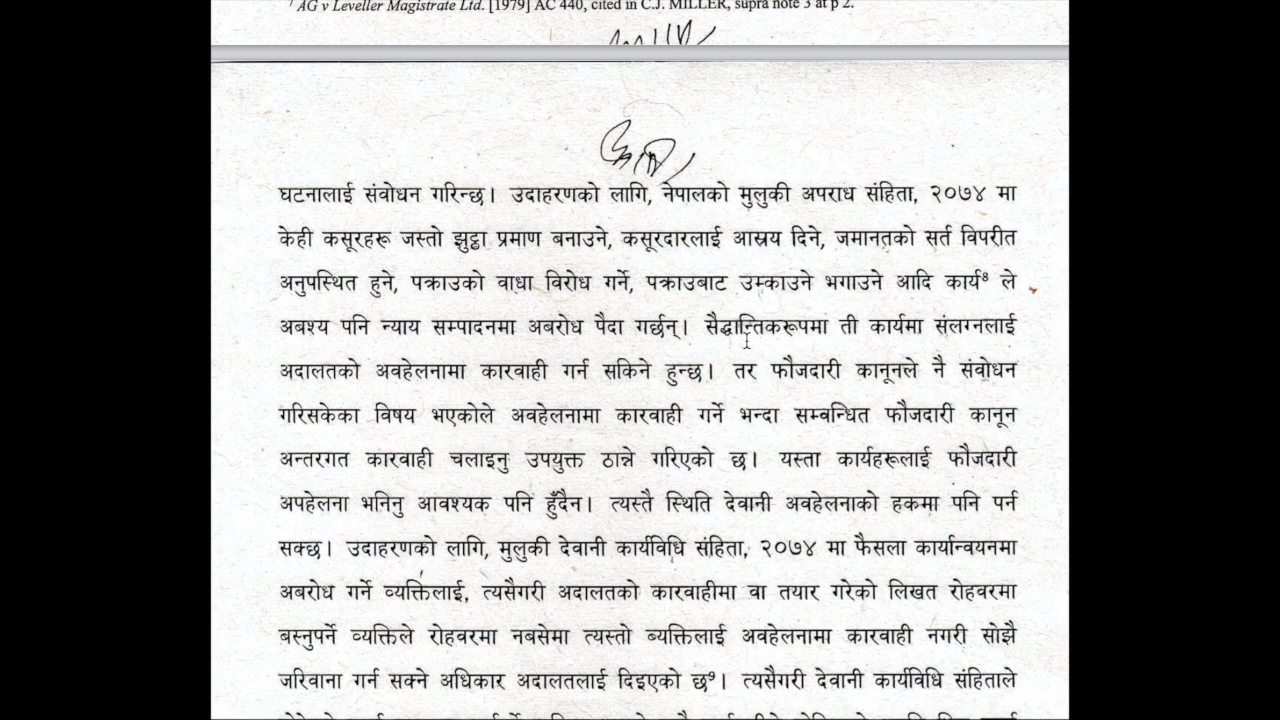 ⁷ AG v Leveller Magistrate Ltd. [1979] AC 440, cited in C.J. MILLER, supra note 3 at p 2.
घटनालाई संवोधन गरिन्छ। उदाहरणको लागि, नेपालको मुलुकी अपराध संहिता, २०७४ मा
केही कसूरहरू जस्तो झुट्ठा प्रमाण बनाउने, कसूरदारलाई आस्रय दिने, जमानतको सर्त विपरीत
अनुपस्थित हुने, पक्राउको वाधा विरोध गर्ने, पक्राउबाट उम्काउने भगाउने आदि कार्य⁸ ले
अबश्य पनि न्याय सम्पादनमा अबरोध पैदा गर्छन्। सैद्धान्तिकरूपमा ती कार्यमा संलग्नलाई
अदालतको अवहेलनामा कारवाही गर्न सकिने हुन्छ। तर फौजदारी कानूनले नै संवोधन
गरिसकेका विषय भएकोले अवहेलनामा कारवाही गर्ने भन्दा सम्वन्धित फौजदारी कानून
अन्तरगत कारवाही चलाइनु उपयुक्त ठान्ने गरिएको छ। यस्ता कार्यहरूलाई फौजदारी
अपहेलना भनिनु आवश्यक पनि हुँदैन। त्यस्तै स्थिति देवानी अवहेलनाको हकमा पनि पर्न
सक्छ। उदाहरणको लागि, मुलुकी देवानी कार्यविधि संहिता, २०७४ मा फैसला कार्यान्वयनमा
अबरोध गर्ने व्यक्तिलाई, त्यसैगरी अदालतको कारवाहीमा वा तयार गरेको लिखत रोहवरमा
बस्नुपर्ने व्यक्तिले रोहवरमा नबसेमा त्यस्तो ब्यक्तिलाई अवहेलनामा कारवाही नगरी सोझै
जरिवाना गर्न सक्ने अधिकार अदालतलाई दिइएको छ⁹। त्यसैगरी देवानी कार्यविधि संहिताले